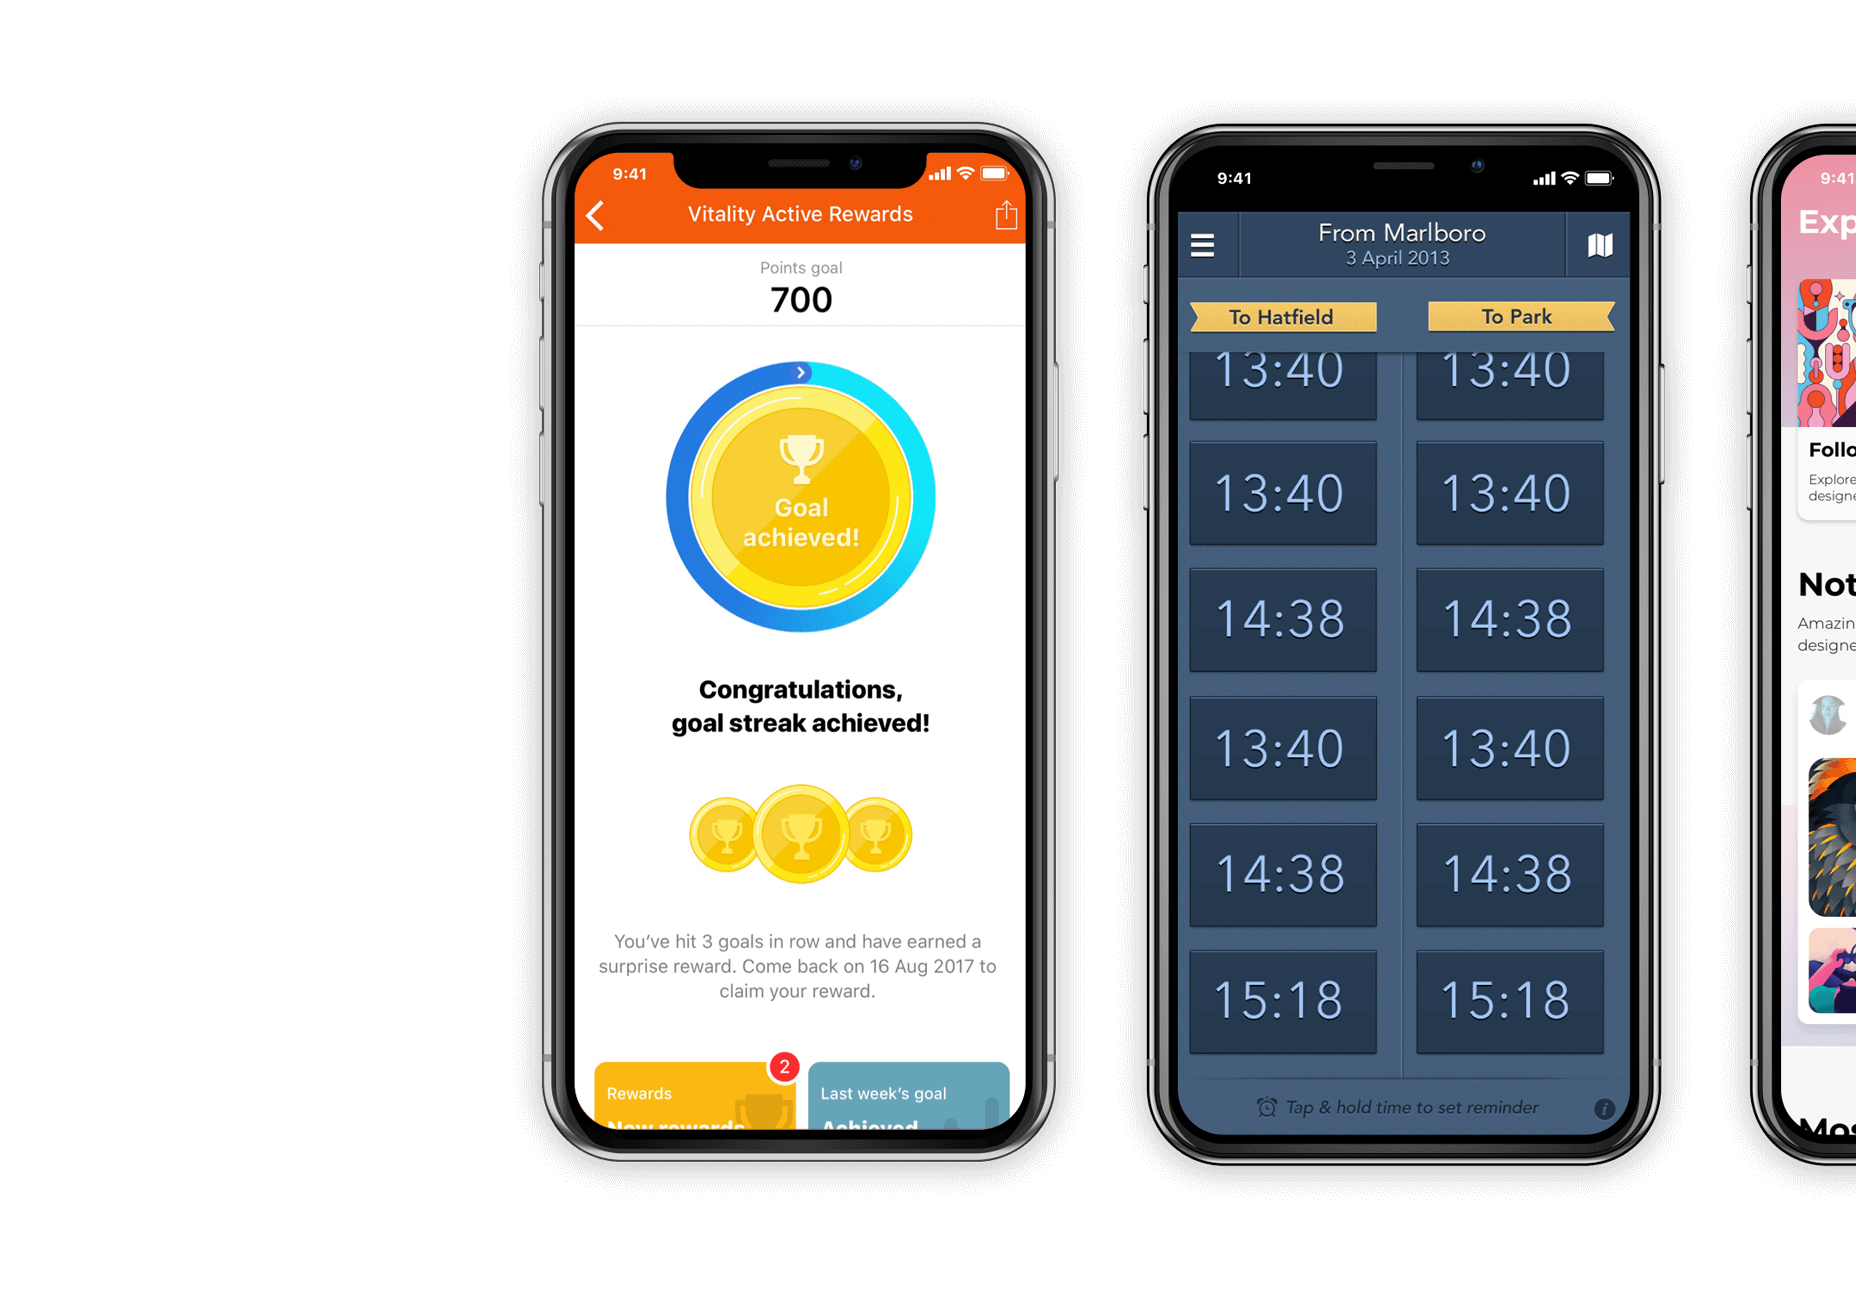 9:41
Vitality Active Rewards
Points goal
700
Goal
achieved!
Congratulations,
goal streak achieved!
You've hit 3 goals in row and have earned a
surprise reward. Come back on 16 Aug 2017 to
claim your reward.
2
Rewards
New rewards
Last week's goal
Achieved
9:41
From Marlboro
3 April 2013
To Hatfield
To Park
13:40
13:40
13:40
13:40
14:38
14:38
13:40
13:40
14:38
14:38
15:18
15:18
Tap & hold time to set reminder
i
9:41
Exp
Follo
Explore
designe
Not
Amazin
designe
Mos